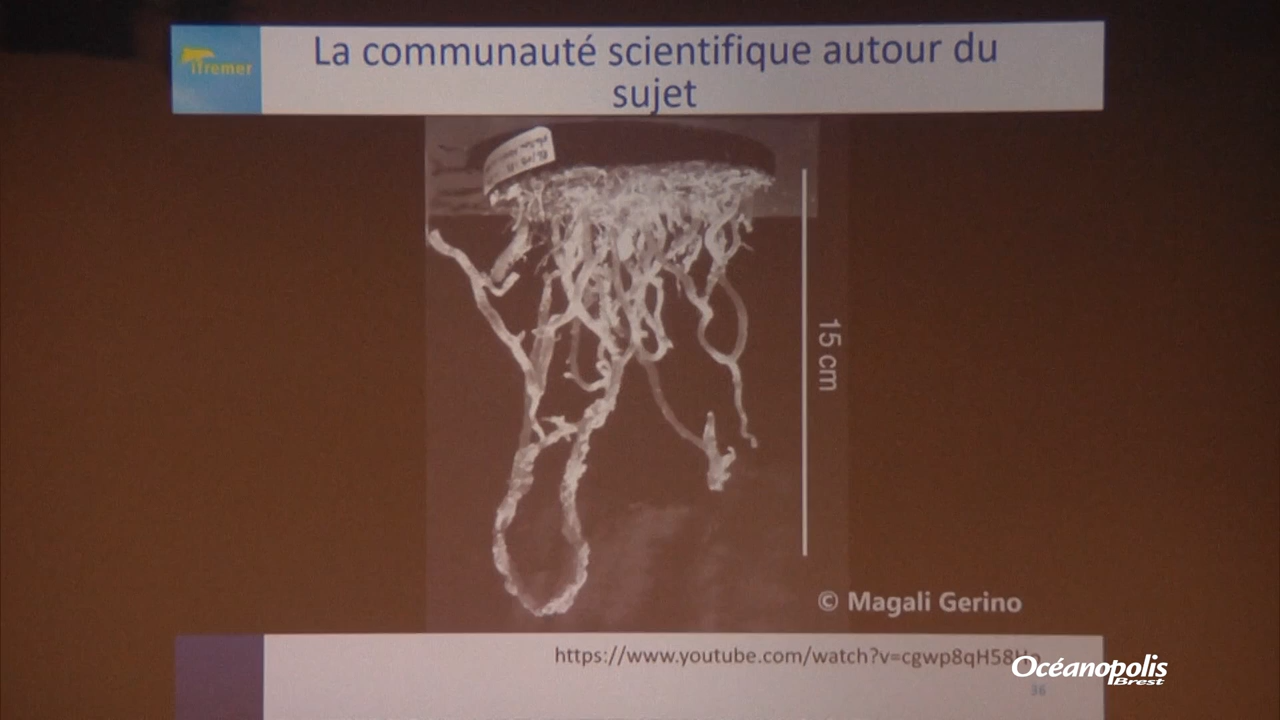 ifremer
La communauté scientifique autour du
sujet
15 cm
© Magali Gerino
https://www.youtube.com/watch?v=cgwp8qH58
Océanopolis
Brest
36